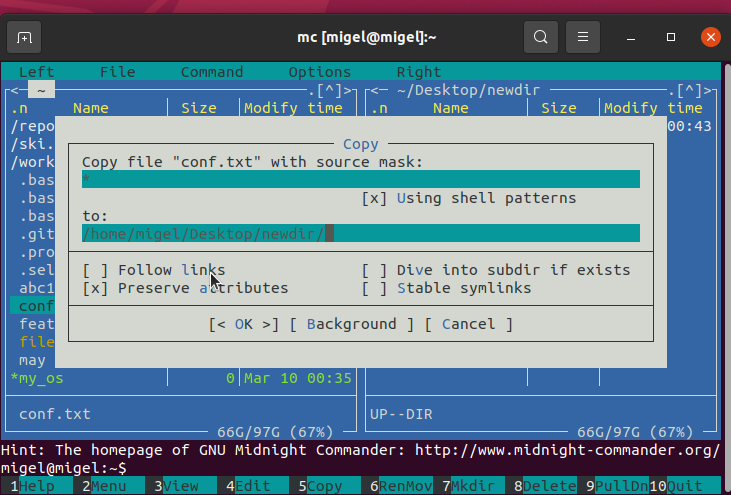 mc [migel@migel]:~
Left File Command Options Right
<─ ~ ─.[^]>
<─ ~/Desktop/newdir ─.[^]>
.n Name Size Modify time
.n Name Size Modify time
/repo
00:43
/ski.
/work
.bas
.bas
.bas
.git
.pro
.sel
abc1
conf
feat
file
may
*my_os 0 Mar 10 00:35
Copy
Copy file "conf.txt" with source mask:
*
[x] Using shell patterns
to:
/home/migel/Desktop/newdir/
[ ] Follow links [ ] Dive into subdir if exists
[x] Preserve attributes [ ] Stable symlinks
[< OK >] [ Background ] [ Cancel ]
conf.txt
UP--DIR
66G/97G (67%)
66G/97G (67%)
Hint: The homepage of GNU Midnight Commander: http://www.midnight-commander.org/
migel@migel:~$
1Help 2Menu 3View 4Edit 5Copy 6RenMov 7Mkdir 8Delete 9PullDn 10Quit